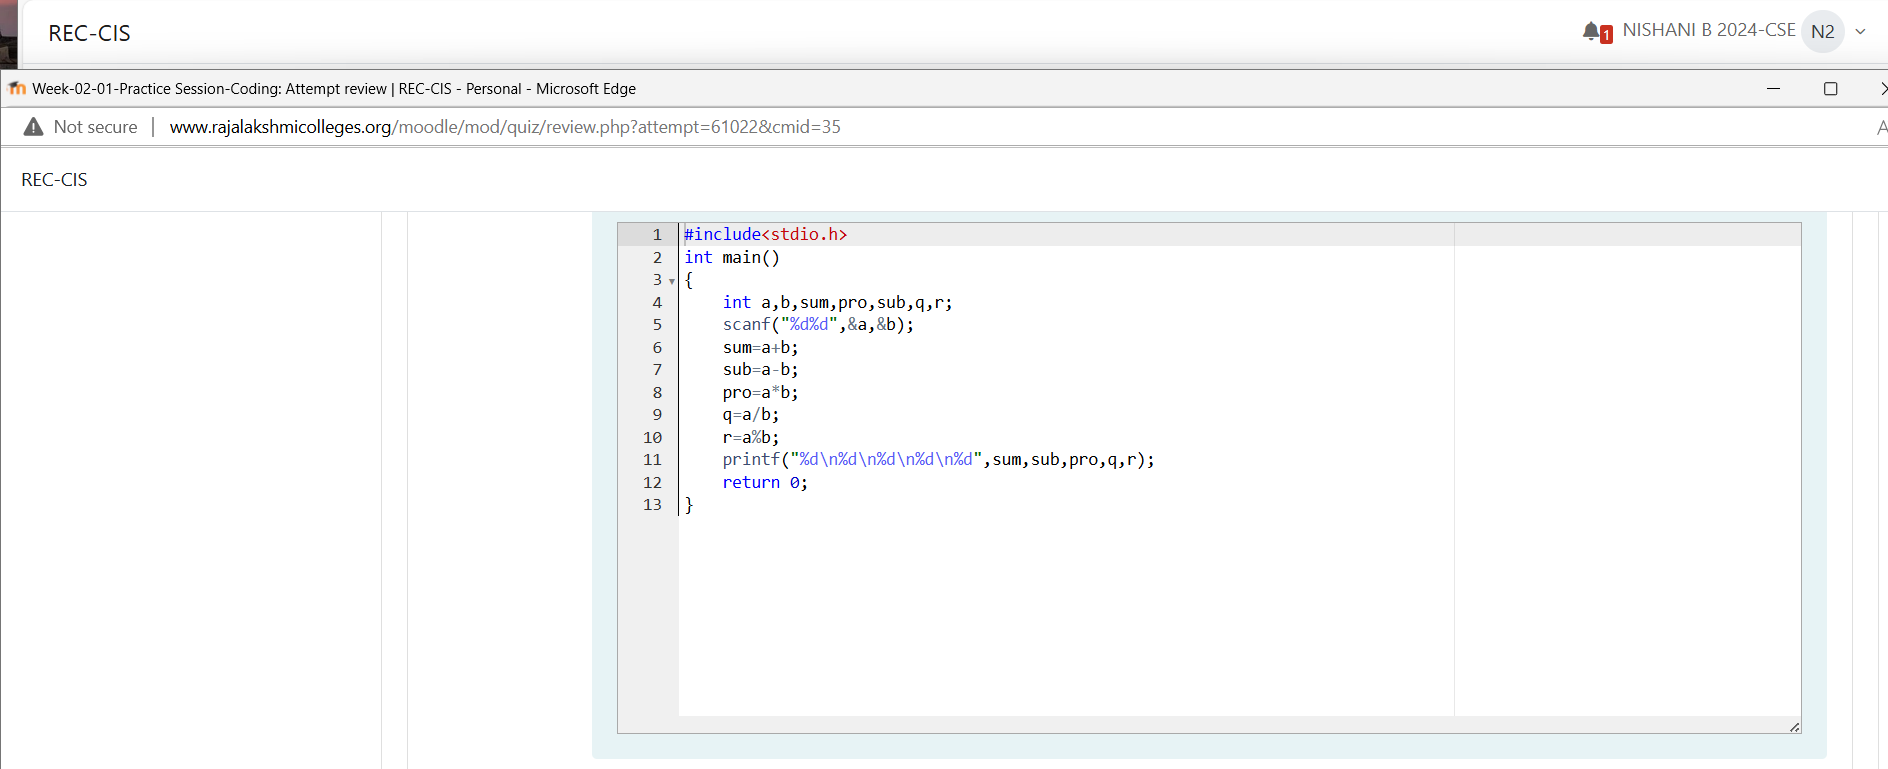 REC-CIS
1 NISHANI B 2024-CSE N2
Week-02-01-Practice Session-Coding: Attempt review | REC-CIS - Personal - Microsoft Edge
Not secure www.rajalakshmicolleges.org/moodle/mod/quiz/review.php?attempt=61022&cmid=35 A
REC-CIS
1 #include<stdio.h>
2 int main()
3 {
4 int a,b,sum,pro,sub,q,r;
5 scanf("%d%d",&a,&b);
6 sum=a+b;
7 sub=a-b;
8 pro=a*b;
9 q=a/b;
10 r=a%b;
11 printf("%d\n%d\n%d\n%d\n%d",sum,sub,pro,q,r);
12 return 0;
13 }